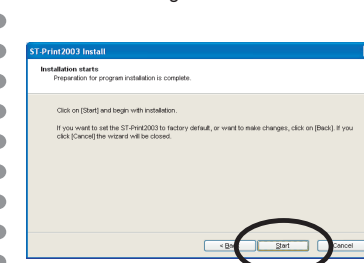 ST-Print2003 Install
Installation starts
Preparation for program installation is complete.
Click on [Start] and begin with installation.
If you want to set the ST-Print2003 to factory default, or want to make changes, click on [Back]. If you
click [Cancel] the wizard will be closed.
< Ba Start Cancel